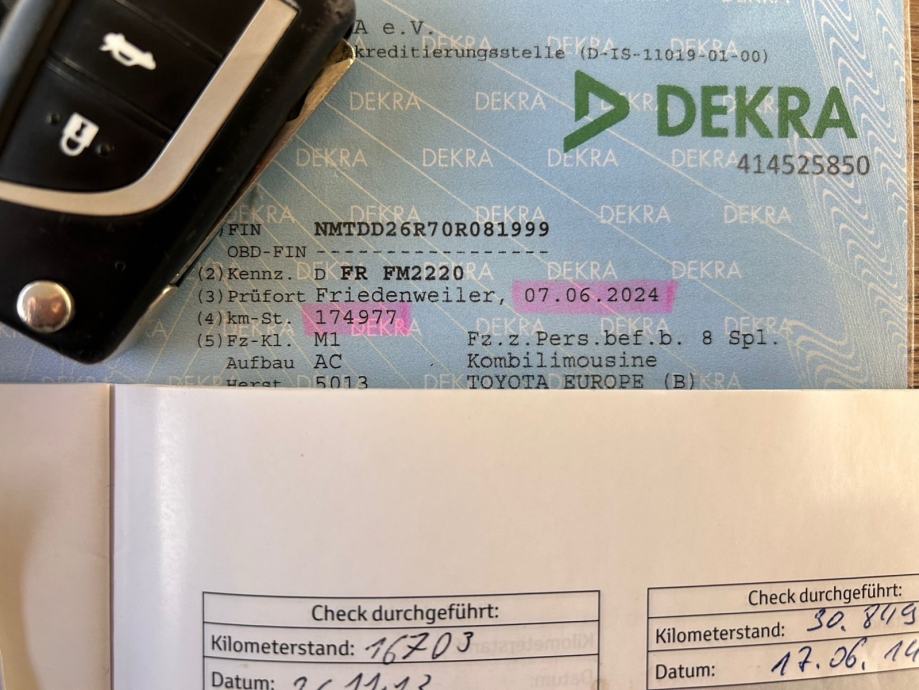 A e.V.
kreditierungsstelle (D-IS-11019-01-00)
DEKRA
414525850
FIN NMTDD26R70R081999
OBD-FIN -----------------
(2) Kennz. D FR FM2220
(3) Prüfort Friedenweiler, 07.06.2024
(4) km-St. 174977
(5) Fz-Kl. M1 Fz.z.Pers.bef.b. 8 Spl.
Aufbau AC Kombilimousine
Herst 5013 TOYOTA EUROPE (B)
Check durchgeführt:
Kilometerstand: 16703
Datum:
Check durchgeführt:
Kilometerstand: 30.849
Datum: 17.06.14